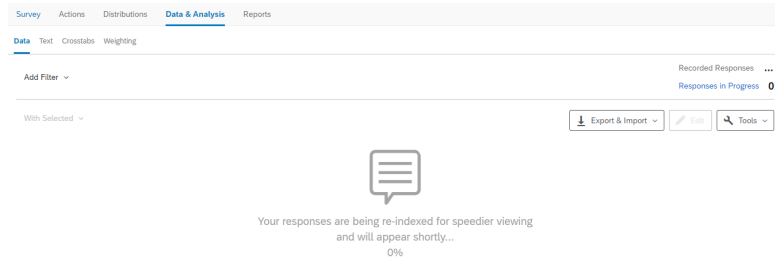 Survey Actions Distributions Data & Analysis Reports
Data Text Crosstabs Weighting
Add Filter
Recorded Responses ...
Responses in Progress 0
With Selected
Export & Import Edit Tools
Your responses are being re-indexed for speedier viewing
and will appear shortly...
0%